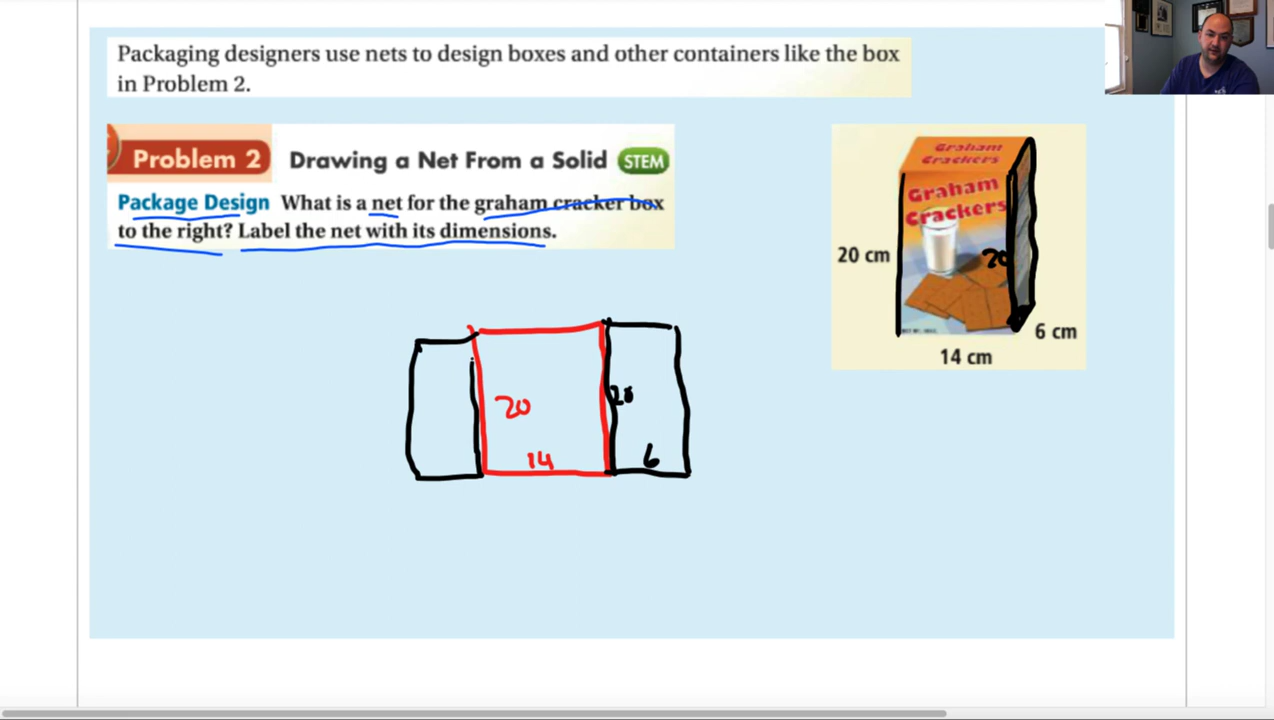 Packaging designers use nets to design boxes and other containers like the box
in Problem 2.
Problem 2 Drawing a Net From a Solid STEM
Package Design What is a net for the graham cracker box
to the right? Label the net with its dimensions.
Graham
Crackers
Graham
Crackers
20 cm
20
6 cm
14 cm
20
20
14
6